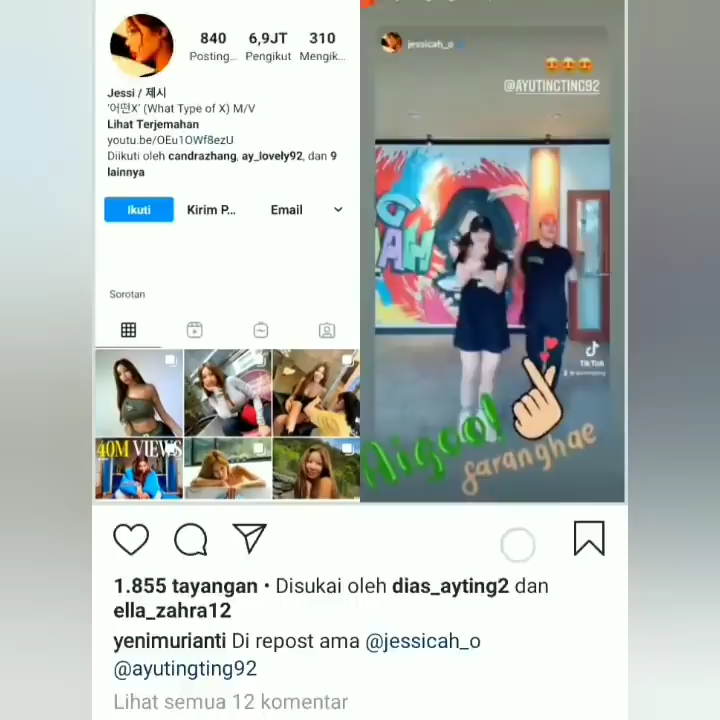 840 6,9JT 310
Posting... Pengikut Mengik...
Jessi / 제시
'어떤X' (What Type of X) M/V
Lihat Terjemahan
youtu.be/OEu1OWf8ezU
Diikuti oleh candrazhang, ay_lovely92, dan 9
lainnya
Ikuti Kirim P... Email
Sorotan
40M VIEWS
jessicah_o
@AYUTINGTING92
TikTok
Aigoo!
saranghae
1.855 tayangan • Disukai oleh dias_ayting2 dan
ella_zahra12
yenimurianti Di repost ama @jessicah_o
@ayutingting92
Lihat semua 12 komentar